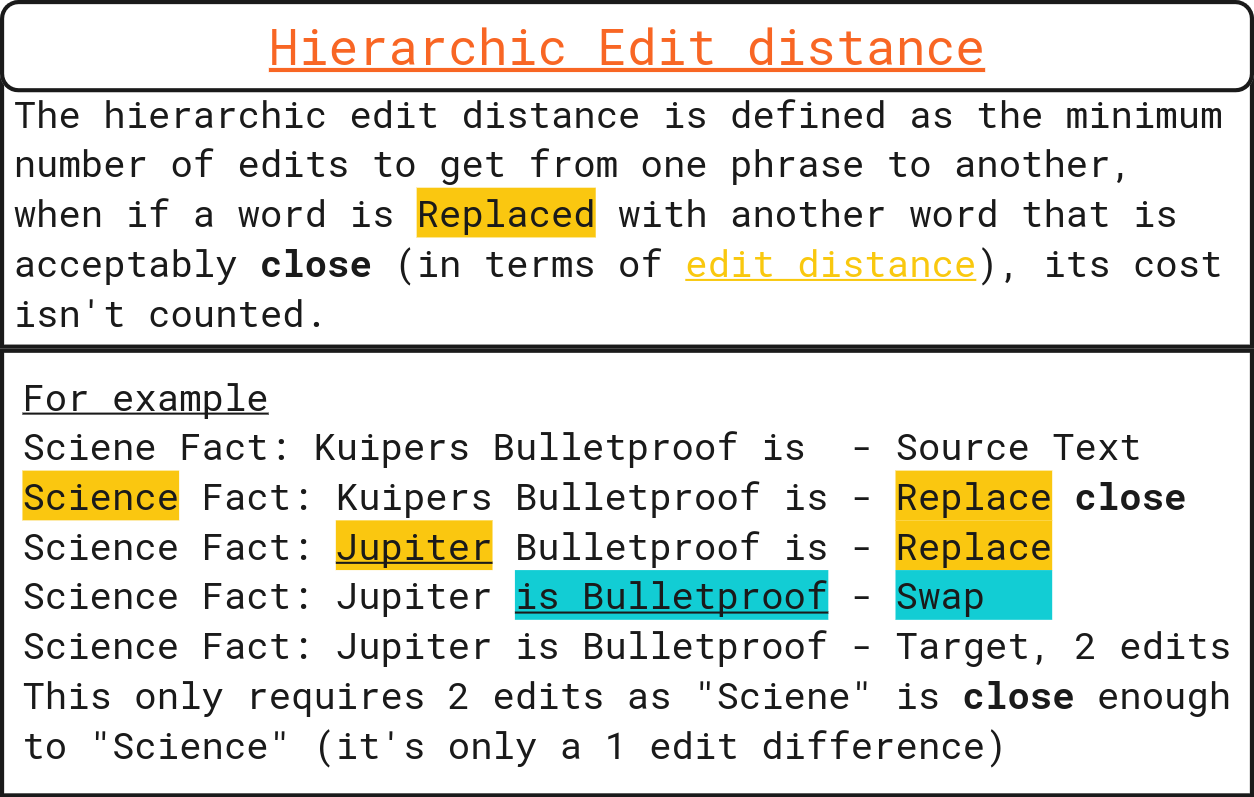 Hierarchic Edit distance
The hierarchic edit distance is defined as the minimum
number of edits to get from one phrase to another,
when if a word is Replaced with another word that is
acceptably close (in terms of edit distance), its cost
isn't counted.
For example
Sciene Fact: Kuipers Bulletproof is - Source Text
Science Fact: Kuipers Bulletproof is - Replace close
Science Fact: Jupiter Bulletproof is - Replace
Science Fact: Jupiter is Bulletproof - Swap
Science Fact: Jupiter is Bulletproof - Target, 2 edits
This only requires 2 edits as "Sciene" is close enough
to "Science" (it's only a 1 edit difference)